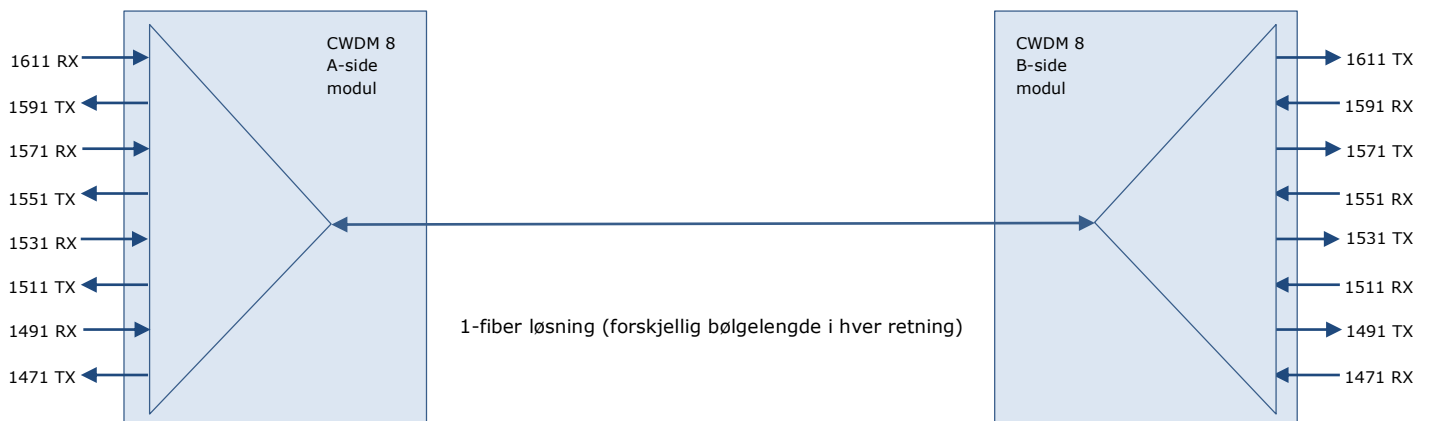 CWDM 8
A-side
modul
1611 RX
1591 TX
1571 RX
1551 TX
1531 RX
1511 TX
1491 RX
1471 TX
1-fiber løsning (forskjellig bølgelengde i hver retning)
CWDM 8
B-side
modul
1611 TX
1591 RX
1571 TX
1551 RX
1531 TX
1511 RX
1491 TX
1471 RX